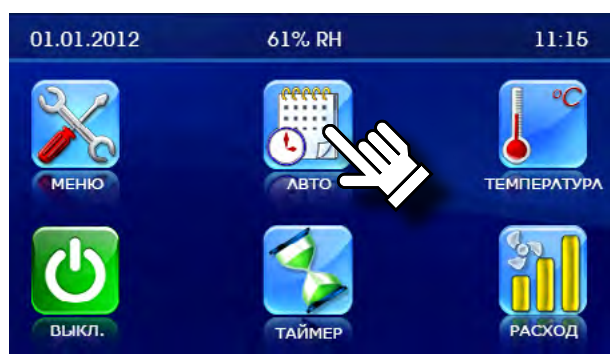 01.01.2012 61% RH 11:15
°C
МЕНЮ АВТО ТЕМПЕРАТУРА
ВЫКЛ. ТАЙМЕР РАСХОД